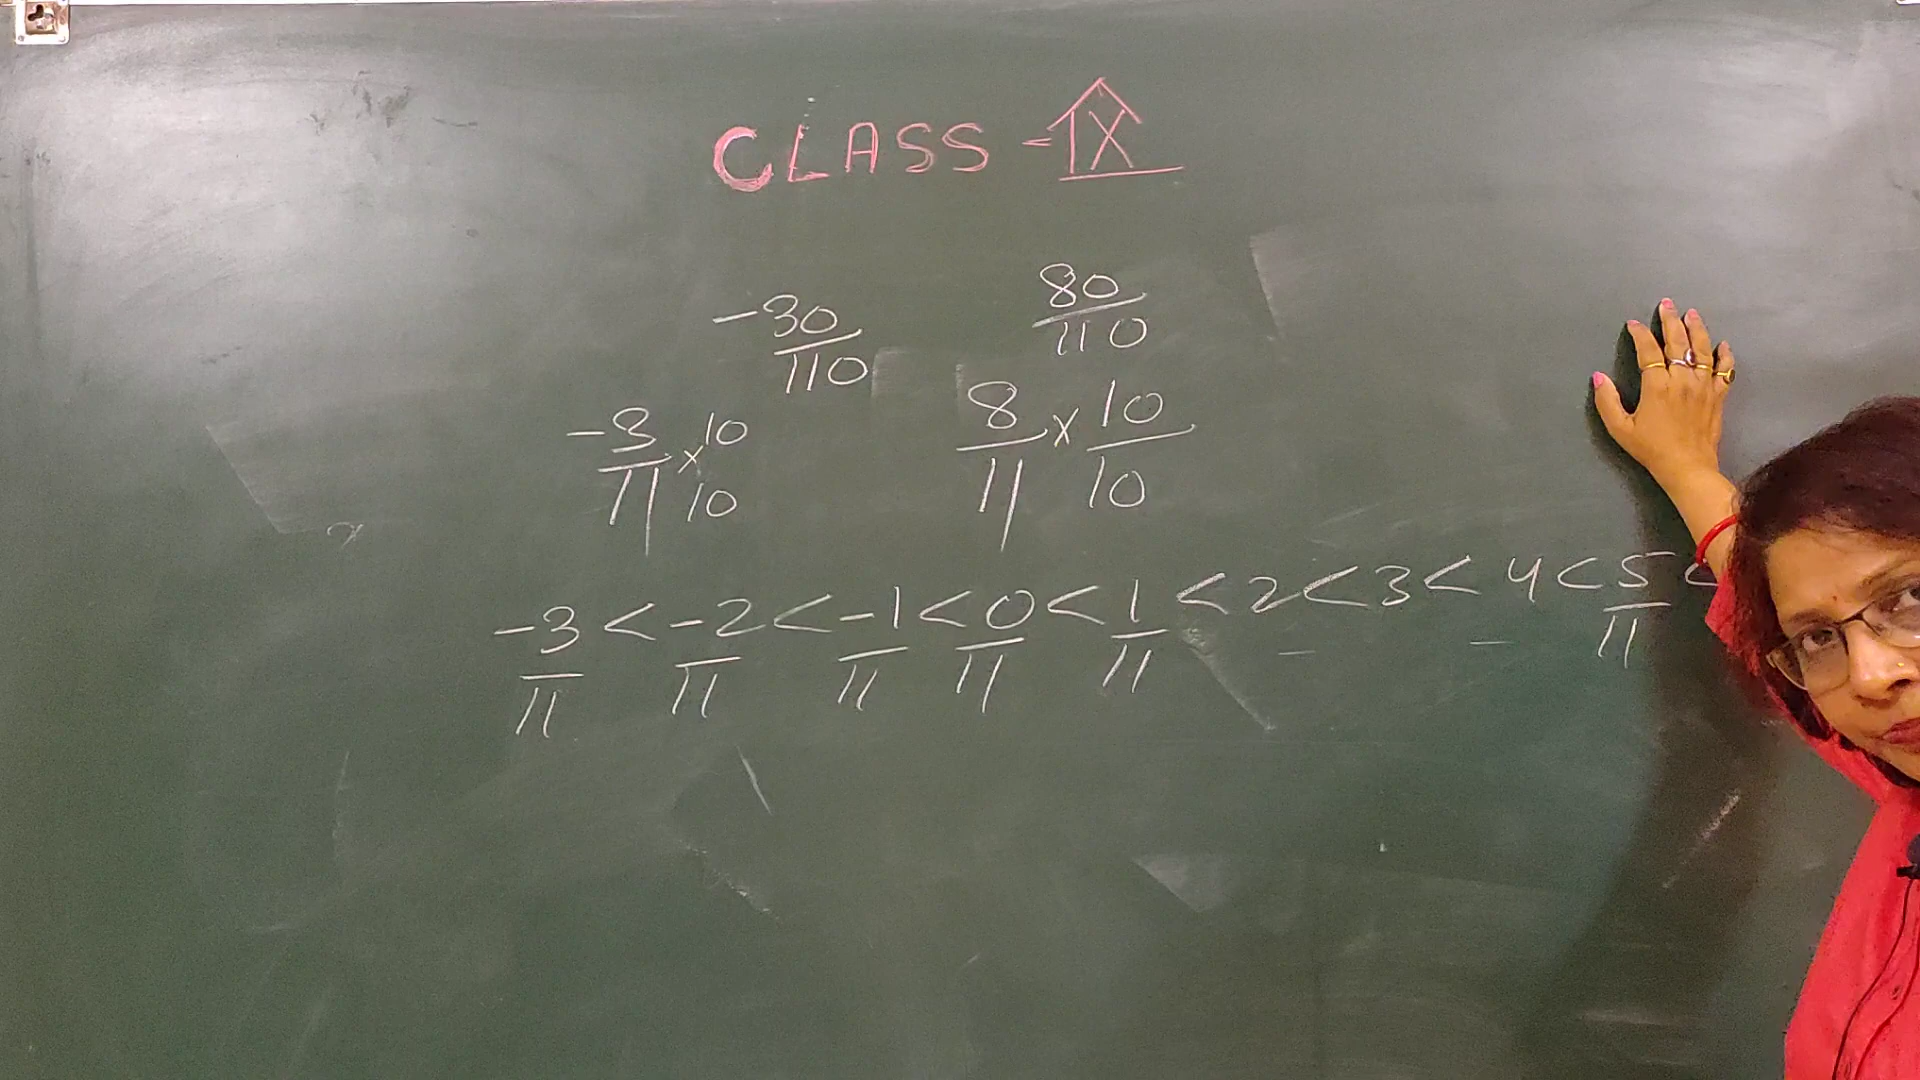 CLASS - IX
-30/110 80/110
-3/11 × 10/10 8/11 × 10/10
-3/11 < -2/11 < -1/11 < 0/11 < 1/11 < 2 < 3 < 4 < 5/11 <